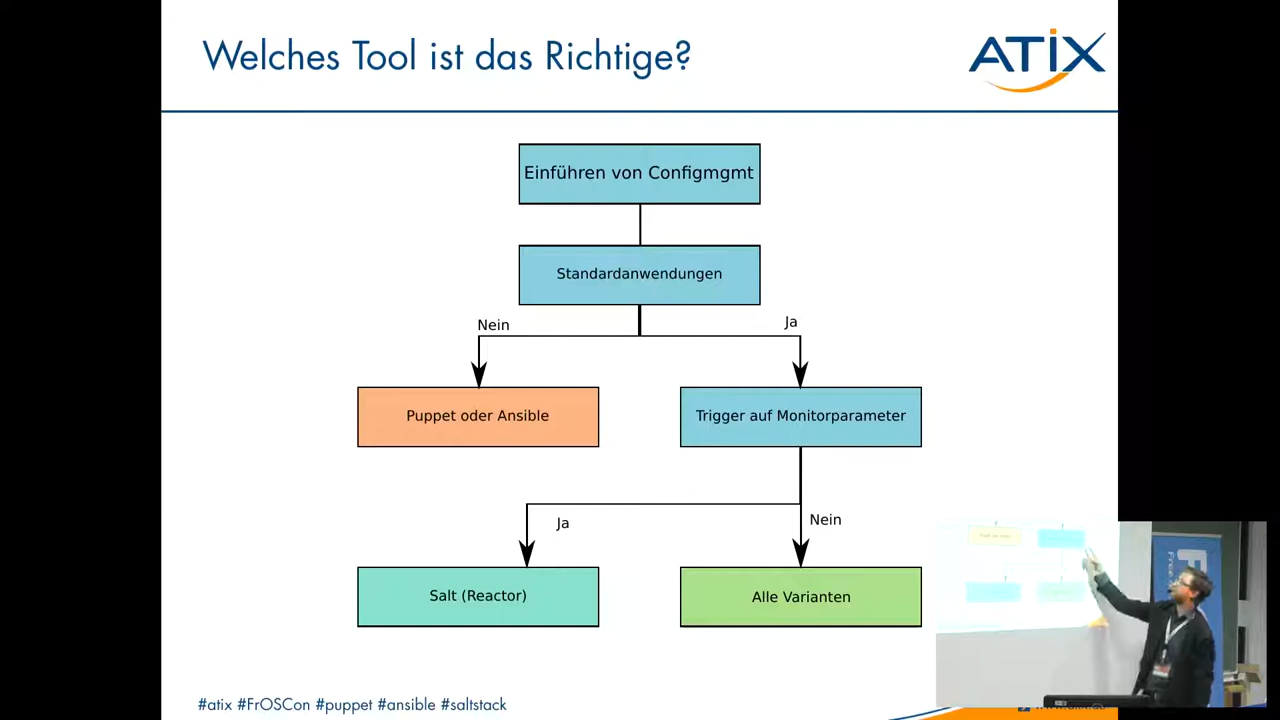 Welches Tool ist das Richtige?
ATIX
Einführen von Configmgmt
Standardanwendungen
Nein
Ja
Puppet oder Ansible
Trigger auf Monitorparameter
Ja
Nein
Salt (Reactor)
Alle Varianten
#atix #FrOSCon #puppet #ansible #saltstack